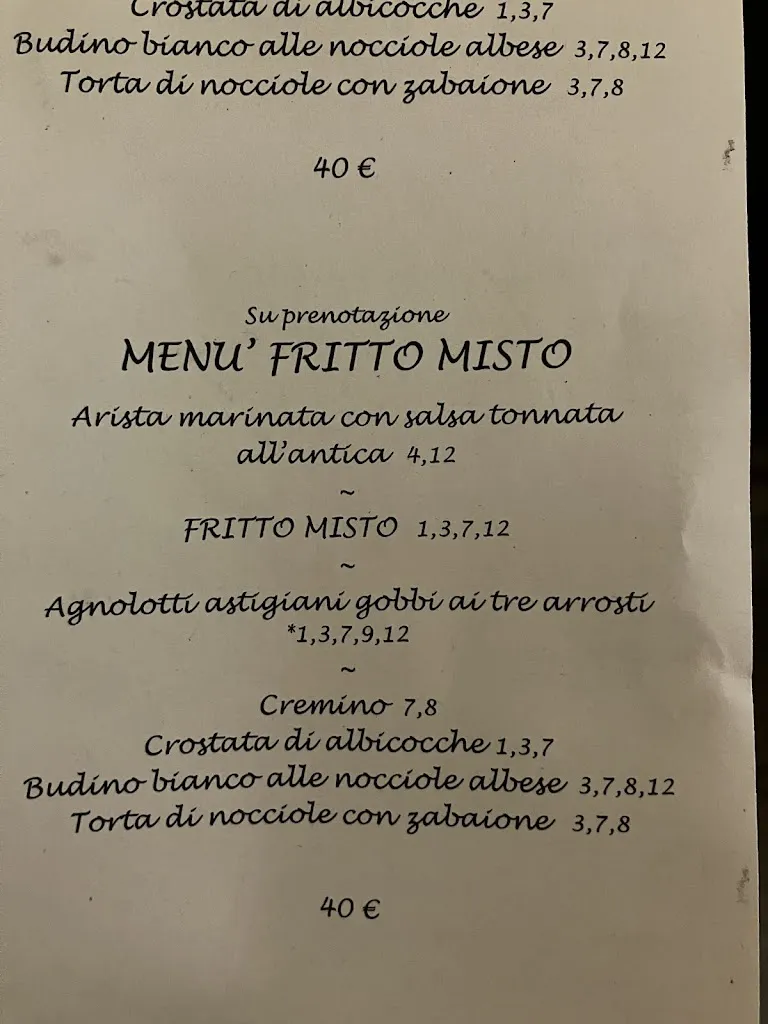 Crostata di albicocche 1,3,7
Budino bianco alle nocciole albese 3,7,8,12
Torta di nocciole con zabaione 3,7,8
40 €
Su prenotazione
MENU' FRITTO MISTO
Arista marinata con salsa tonnata
all'antica 4,12
~
FRITTO MISTO 1,3,7,12
~
Agnolotti astigiani gobbi ai tre arrosti
*1,3,7,9,12
~
Cremino 7,8
Crostata di albicocche 1,3,7
Budino bianco alle nocciole albese 3,7,8,12
Torta di nocciole con zabaione 3,7,8
40 €